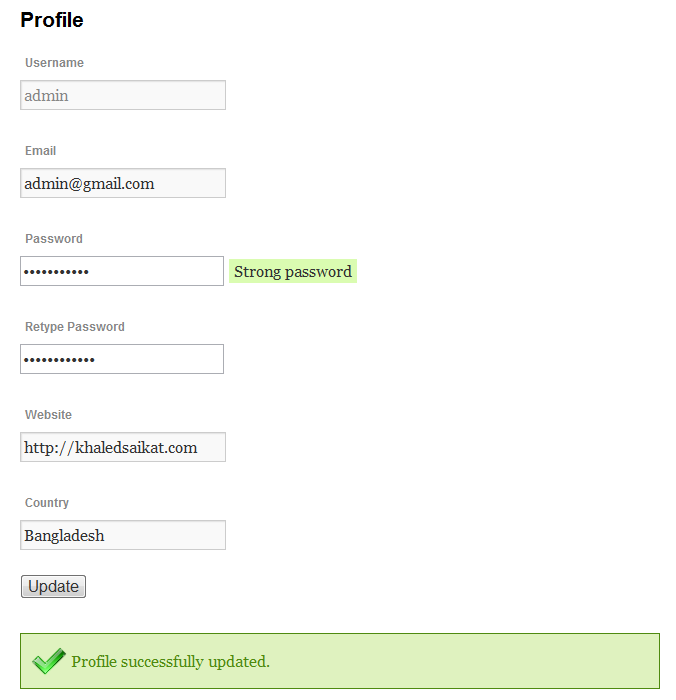 Profile
Username
admin
Email
admin@gmail.com
Password
••••••••••• Strong password
Retype Password
••••••••••••
Website
http://khaledsaikat.com
Country
Bangladesh
Update
Profile successfully updated.